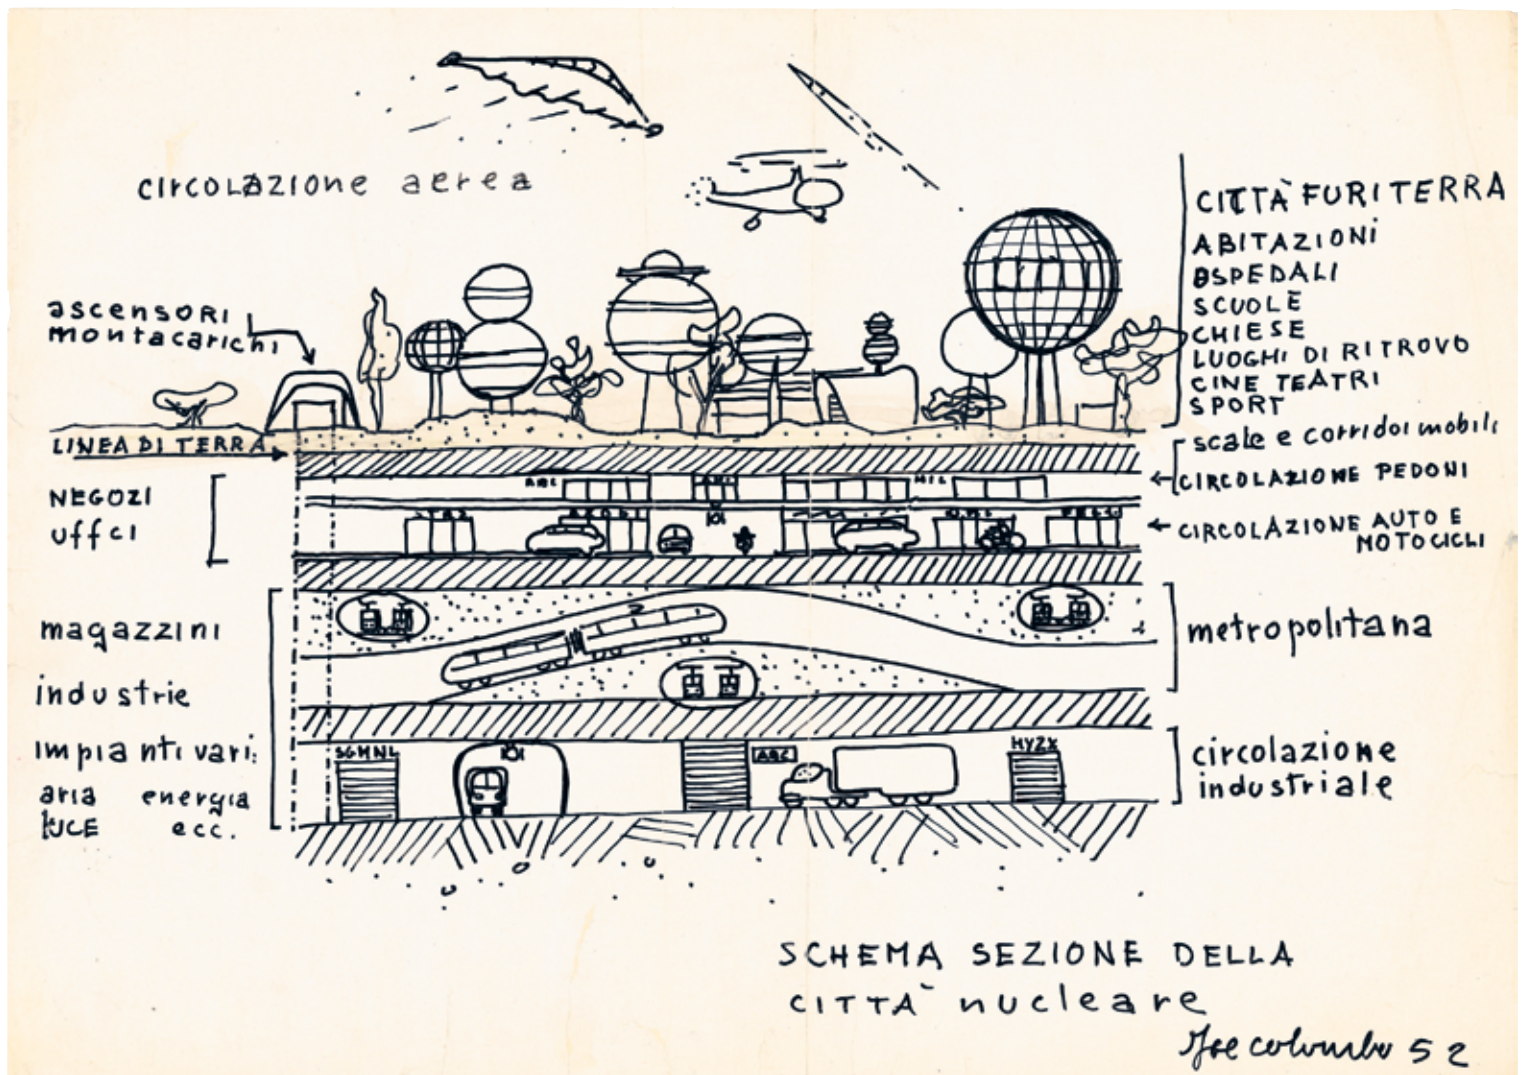 circolazione aerea
CITTÀ FURI TERRA
ABITAZIONI
OSPEDALI
SCUOLE
CHIESE
LUOGHI DI RITROVO
CINE TEATRI
SPORT
ascensori
montacarichi
LINEA DI TERRA
scale e corridoi mobili
CIRCOLAZIONE PEDONI
NEGOZI
uffci
CIRCOLAZIONE AUTO E
MOTOCICLI
magazzini
industrie
impianti vari:
aria energia
LUCE ecc.
metropolitana
2
circolazione
industriale
SGMNL
ABC
HYZX
SCHEMA SEZIONE DELLA
CITTÀ nucleare
Joe colombo 52